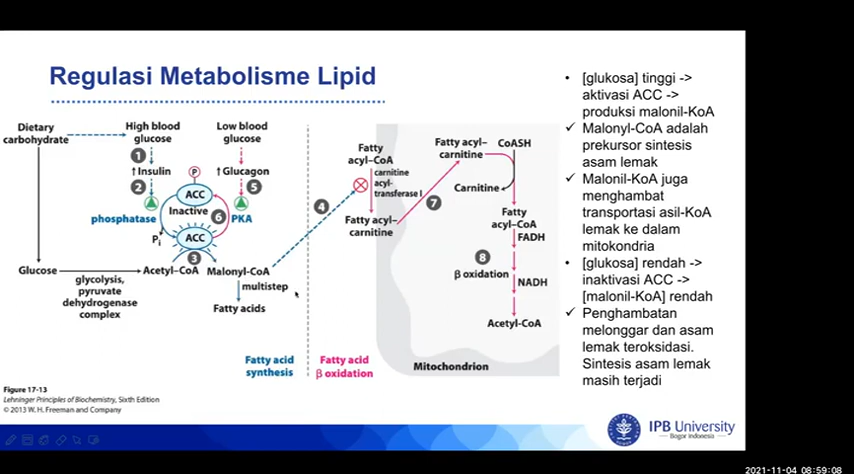 Regulasi Metabolisme Lipid
Dietary
carbohydrate
High blood
glucose
Low blood
glucose
1
↑Insulin
↑Glucagon
2
5
P
ACC
Inactive
phosphatase
PKA
6
Pi
ACC
3
Glucose
Acetyl–CoA
Malonyl–CoA
glycolysis,
pyruvate
dehydrogenase
complex
multistep
Fatty acids
Fatty acid
synthesis
Fatty acid
β oxidation
4
Fatty
acyl–CoA
carnitine
acyl-
transferase I
Fatty acyl–
carnitine
7
Fatty acyl–
carnitine
CoASH
Carnitine
Fatty
acyl–CoA
FADH
8
β oxidation
NADH
Acetyl–CoA
Mitochondrion
Figure 17-13
Lehninger Principles of Biochemistry, Sixth Edition
© 2013 W. H. Freeman and Company
• [glukosa] tinggi ->
aktivasi ACC ->
produksi malonil-KoA
✓ Malonyl-CoA adalah
prekursor sintesis
asam lemak
✓ Malonil-KoA juga
menghambat
transportasi asil-KoA
lemak ke dalam
mitokondria
• [glukosa] rendah ->
inaktivasi ACC ->
[malonil-KoA] rendah
✓ Penghambatan
melonggar dan asam
lemak teroksidasi.
Sintesis asam lemak
masih terjadi
IPB University
Bogor Indonesia
2021-11-04 08:59:08